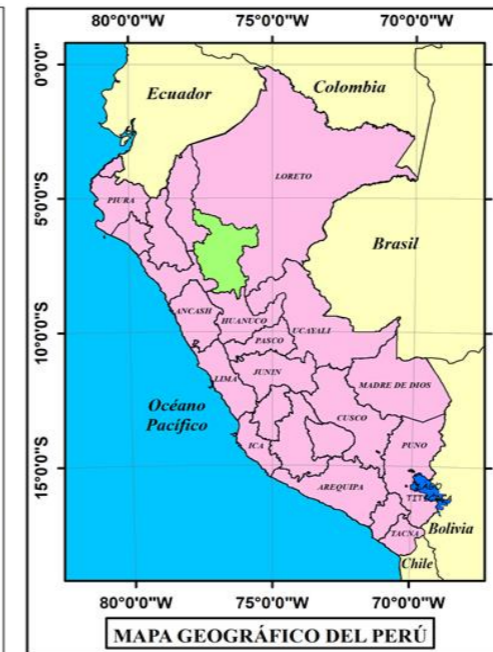 80°0'0"W 75°0'0"W 70°0'0"W
0°0'0"
5°0'0"S
10°0'0"S
15°0'0"S
Ecuador
Colombia
LORETO
PIURA
Brasil
ANCASH
HUANUCO
UCAYALI
PASCO
LIMA
JUNIN
MADRE DE DIOS
Océano
Pacífico
CUSCO
ICA
PUNO
AREQUIPA
LAGO
TITICACA
Bolivia
TACNA
Chile
80°0'0"W 75°0'0"W 70°0'0"W
MAPA GEOGRÁFICO DEL PERÚ